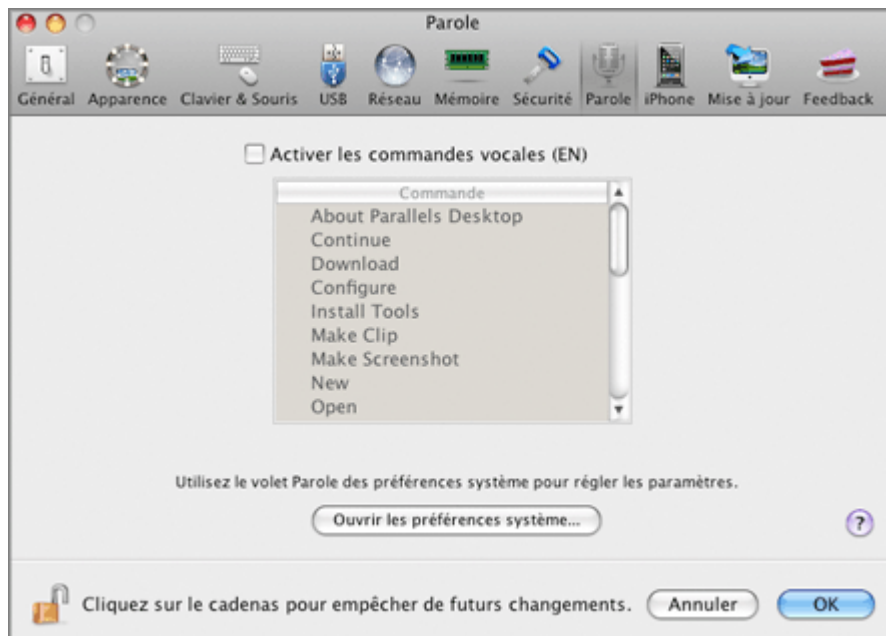 Parole
Général Apparence Clavier & Souris USB Réseau Mémoire Sécurité Parole iPhone Mise à jour Feedback
Activer les commandes vocales (EN)
Commande
About Parallels Desktop
Continue
Download
Configure
Install Tools
Make Clip
Make Screenshot
New
Open
Utilisez le volet Parole des préférences système pour régler les paramètres.
Ouvrir les préférences système...
?
Cliquez sur le cadenas pour empêcher de futurs changements. Annuler OK